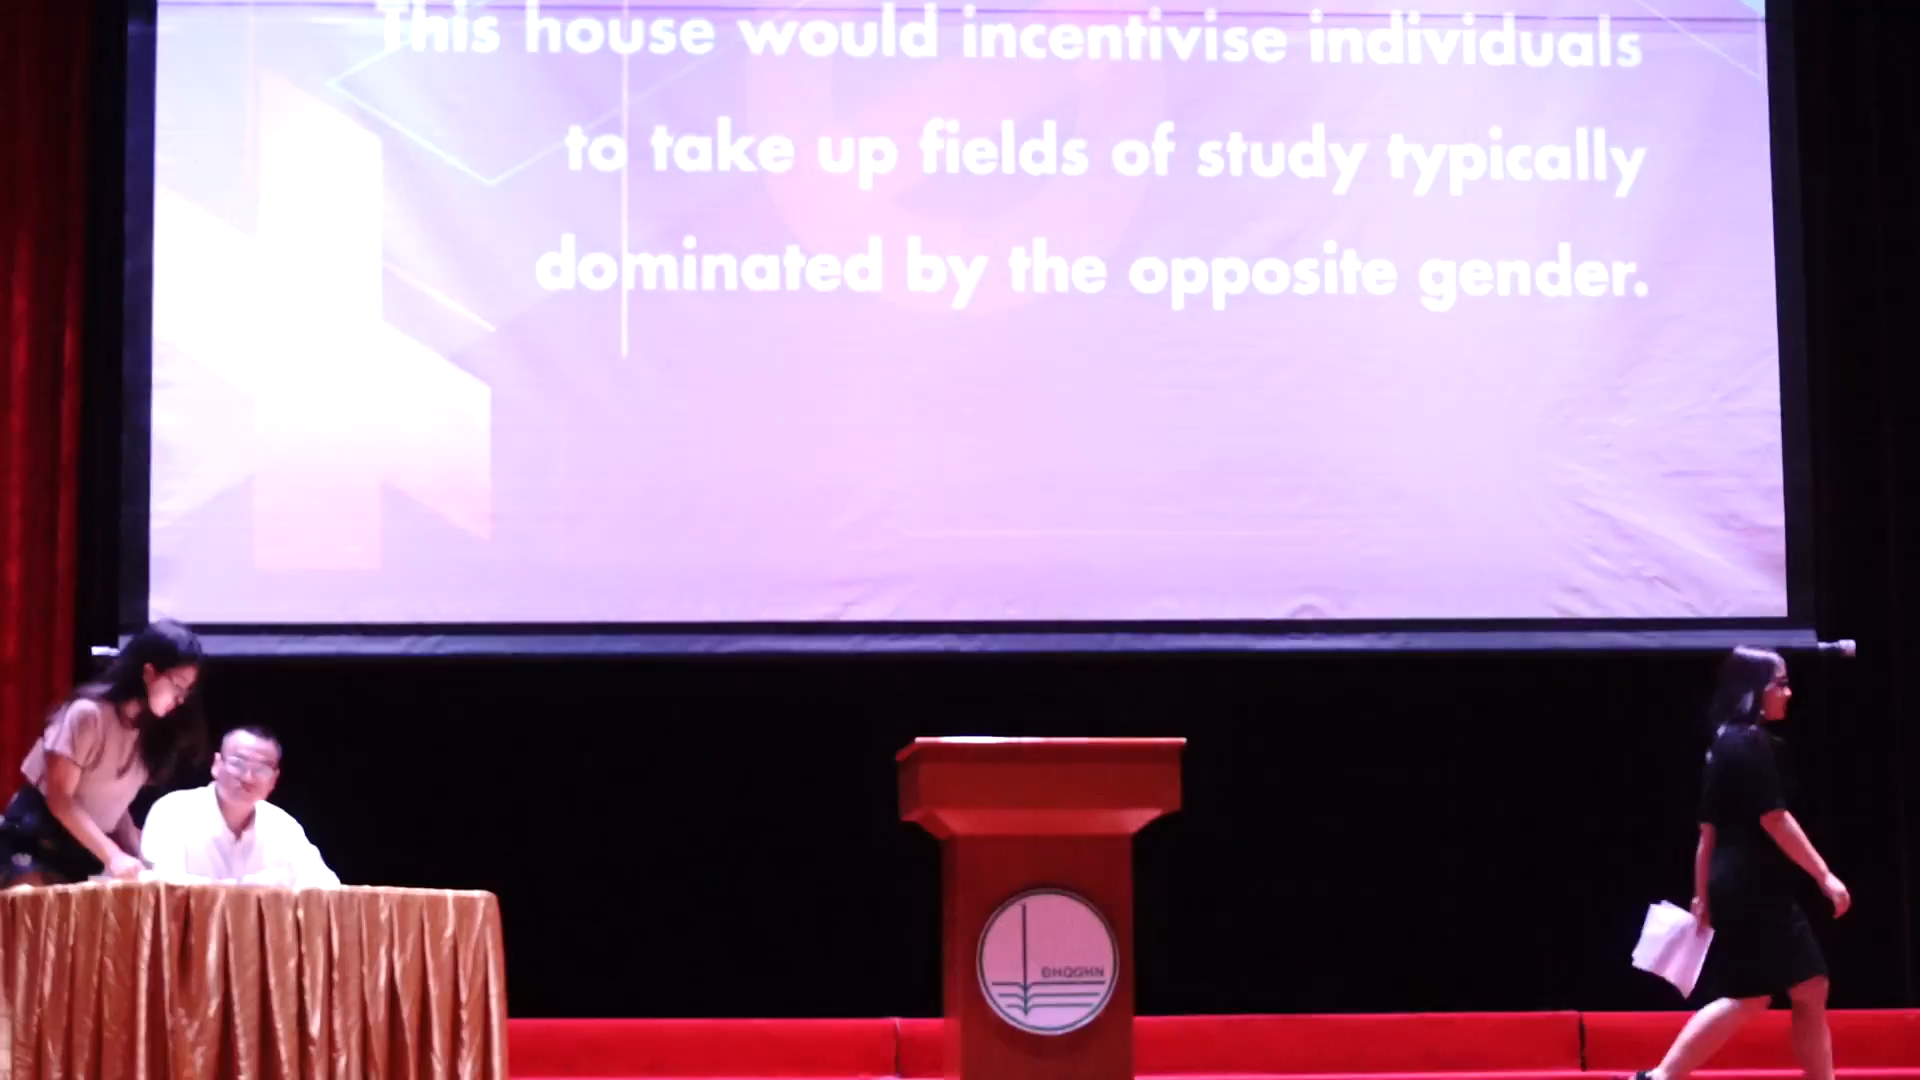 This house would incentivise individuals
to take up fields of study typically
dominated by the opposite gender.
ĐHQGHN